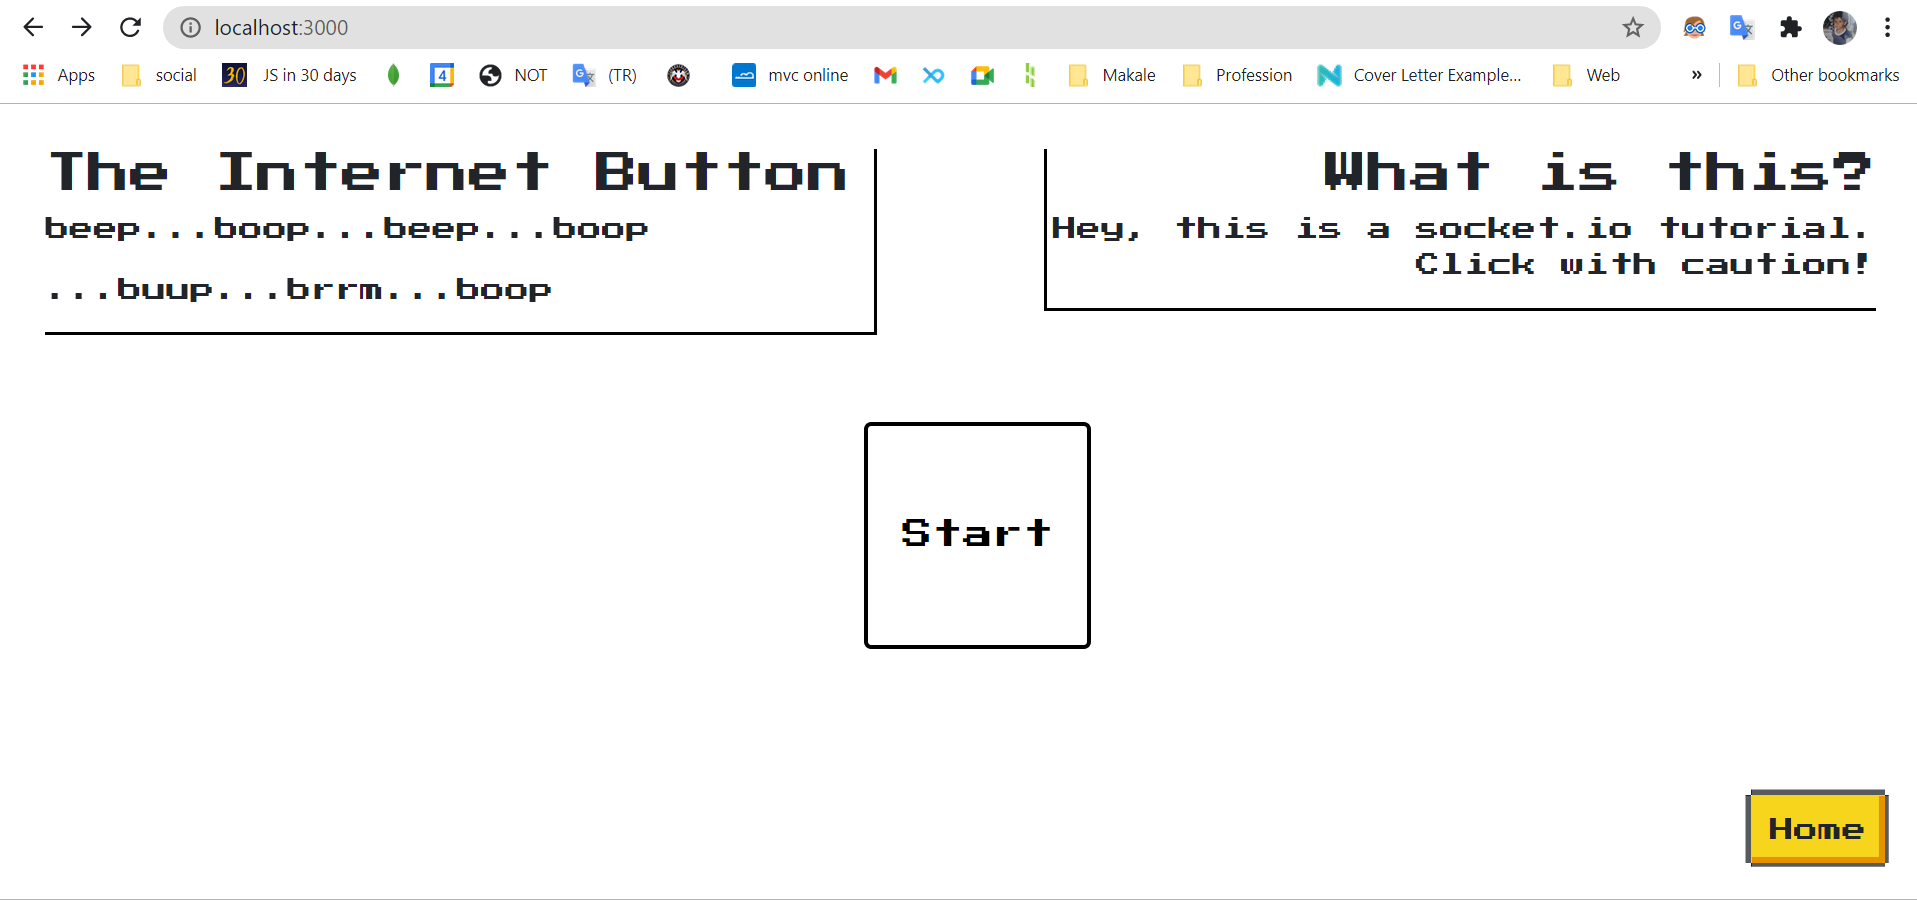 localhost:3000
Apps social 30 JS in 30 days 4 NOT G (TR) mvc online Makale Profession Cover Letter Example... Web » Other bookmarks
The Internet Button
beep...boop...beep...boop
...buup...brrm...boop
What is this?
Hey, this is a socket.io tutorial.
Click with caution!
Start
Home